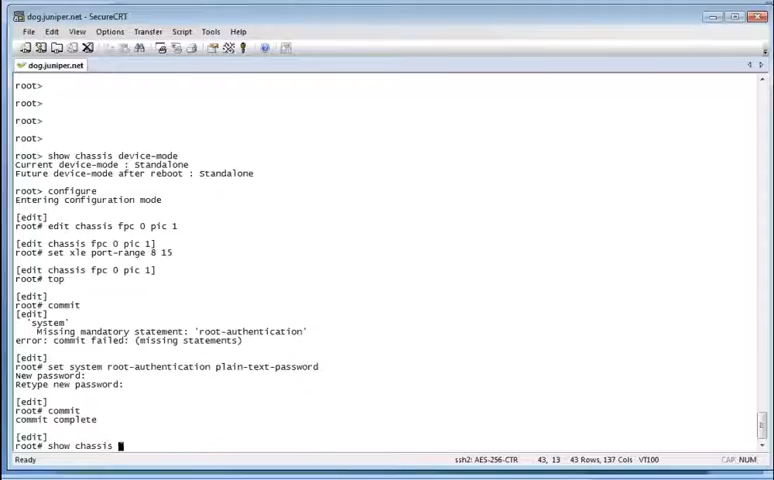 dog.juniper.net - SecureCRT
File Edit View Options Transfer Script Tools Help
dog.juniper.net
root>
root>
root>
root>
root> show chassis device-mode
Current device-mode : Standalone
Future device-mode after reboot : Standalone
root> configure
Entering configuration mode
[edit]
root# edit chassis fpc 0 pic 1
[edit chassis fpc 0 pic 1]
root# set xle port-range 8 15
[edit chassis fpc 0 pic 1]
root# top
[edit]
root# commit
[edit]
'system'
Missing mandatory statement: 'root-authentication'
error: commit failed: (missing statements)
[edit]
root# set system root-authentication plain-text-password
New password:
Retype new password:
[edit]
root# commit
commit complete
[edit]
root# show chassis
Ready ssh2: AES-256-CTR 43, 13 43 Rows, 137 Cols VT100 CAP NUM